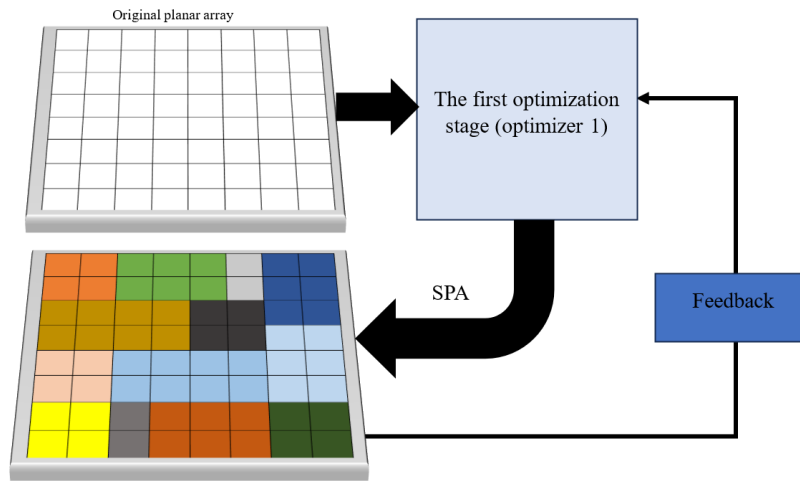 Original planar array
The first optimization
stage (optimizer 1)
SPA
Feedback